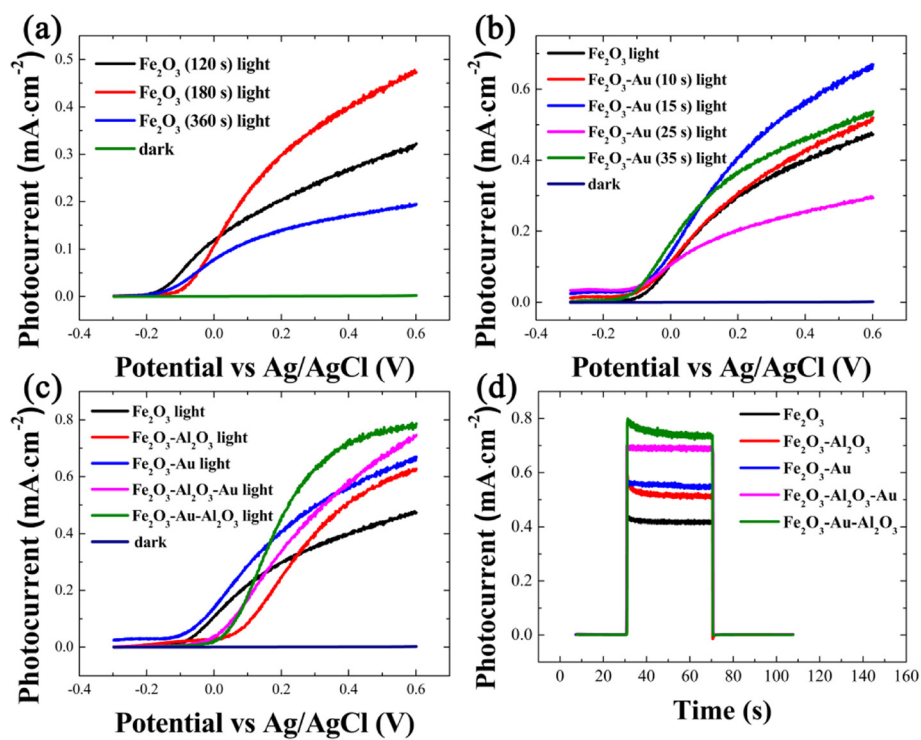 (a)
Photocurrent (mA·cm⁻²)
0.5
0.4
0.3
0.2
0.1
0.0
Fe₂O₃ (120 s) light
Fe₂O₃ (180 s) light
Fe₂O₃ (360 s) light
dark
-0.4 -0.2 0.0 0.2 0.4 0.6
Potential vs Ag/AgCl (V)
(b)
Photocurrent (mA·cm⁻²)
0.8
0.6
0.4
0.2
0.0
Fe₂O₃ light
Fe₂O₃-Au (10 s) light
Fe₂O₃-Au (15 s) light
Fe₂O₃-Au (25 s) light
Fe₂O₃-Au (35 s) light
dark
-0.4 -0.2 0.0 0.2 0.4 0.6
Potential vs Ag/AgCl (V)
(c)
Photocurrent (mA·cm⁻²)
0.8
0.6
0.4
0.2
0.0
Fe₂O₃ light
Fe₂O₃-Al₂O₃ light
Fe₂O₃-Au light
Fe₂O₃-Al₂O₃-Au light
Fe₂O₃-Au-Al₂O₃ light
dark
-0.4 -0.2 0.0 0.2 0.4 0.6
Potential vs Ag/AgCl (V)
(d)
Photocurrent (mA·cm⁻²)
0.8
0.6
0.4
0.2
0.0
Fe₂O₃
Fe₂O₃-Al₂O₃
Fe₂O₃-Au
Fe₂O₃-Al₂O₃-Au
Fe₂O₃-Au-Al₂O₃
0 20 40 60 80 100 120 140 160
Time (s)